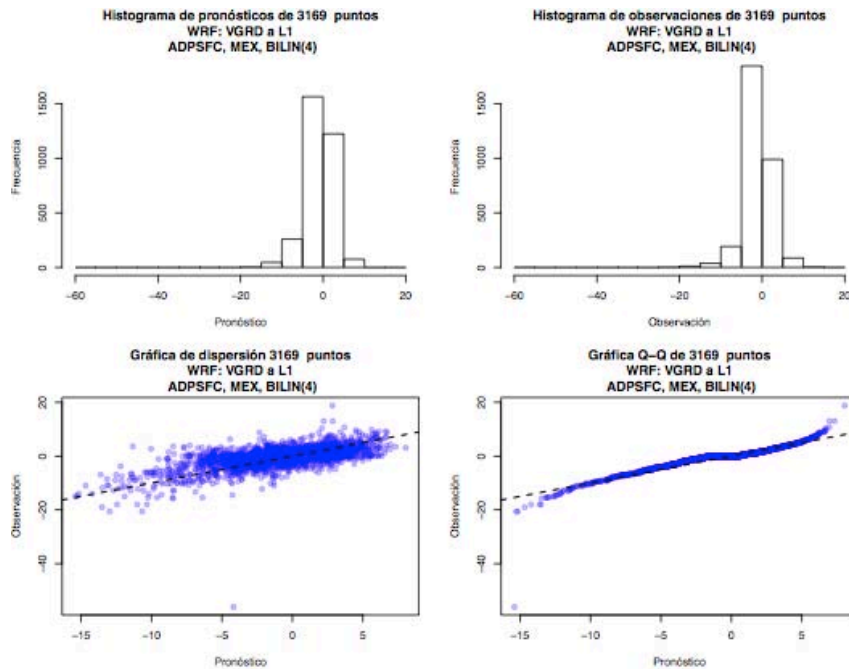 Histograma de pronósticos de 3169 puntos
WRF: VGRD a L1
ADPSFC, MEX, BILIN(4)
Frecuencia
1500
1000
500
0
−60
−40
−20
0
20
Pronóstico
Histograma de observaciones de 3169 puntos
WRF: VGRD a L1
ADPSFC, MEX, BILIN(4)
Frecuencia
1500
1000
500
0
−60
−40
−20
0
20
Observación
Gráfica de dispersión 3169 puntos
WRF: VGRD a L1
ADPSFC, MEX, BILIN(4)
Observación
20
0
−20
−40
−15
−10
−5
0
5
Pronóstico
Gráfica Q−Q de 3169 puntos
WRF: VGRD a L1
ADPSFC, MEX, BILIN(4)
Observación
20
0
−20
−40
−15
−10
−5
0
5
Pronóstico